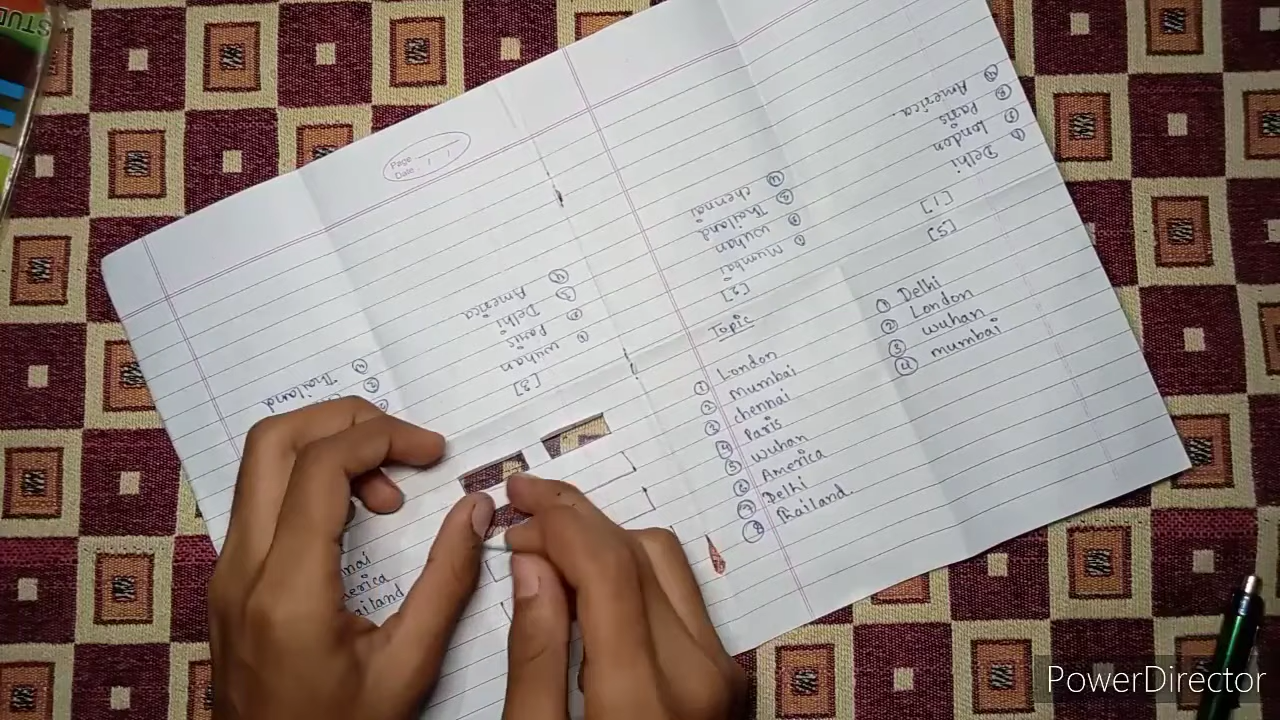 STUD
Page:
Date:
[1]
Delhi
① London
② Paris
③ America.
④
[5]
[2]
Mumbai
① wuhan
② Thailand
③ chennai
④
[3]
wuhan
① Paris
② Delhi
③ America
④
Thailand
③
④
Topic
① London
② Mumbai
③ chennai
④ Paris
⑤ wuhan
⑥ America
⑦ Delhi
⑧ Thailand.
① Delhi
② London
③ wuhan
④ mumbai
PowerDirector